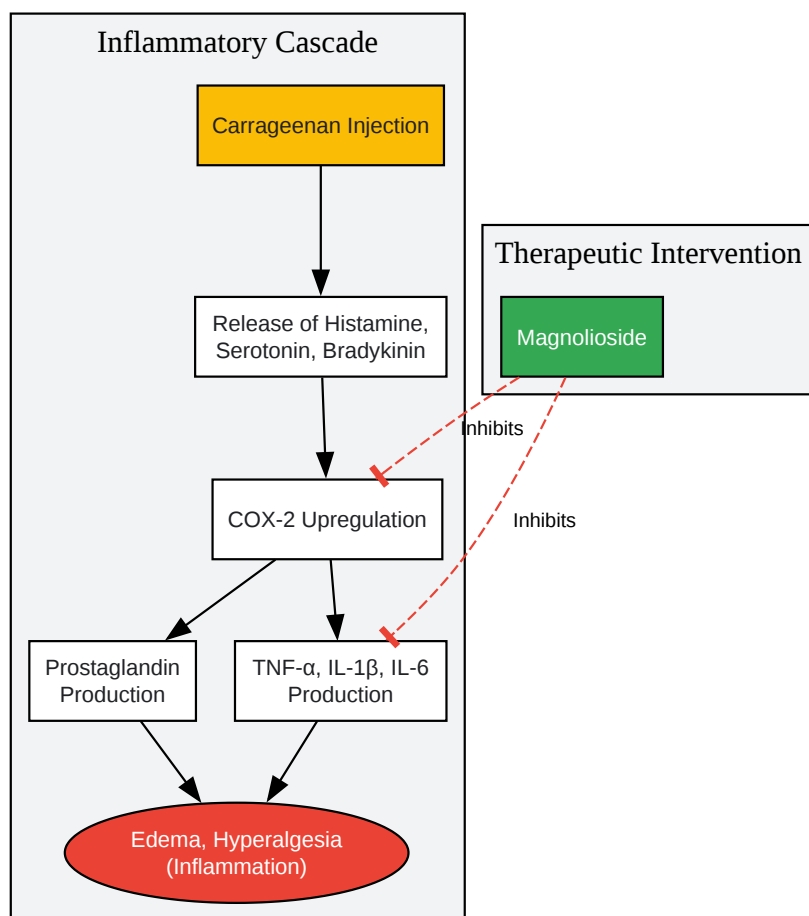 Inflammatory Cascade
Carrageenan Injection
Therapeutic Intervention
Release of Histamine,
Serotonin, Bradykinin
Magnolioside
Inhibits
COX-2 Upregulation
Inhibits
Prostaglandin
Production
TNF-α, IL-1β, IL-6
Production
Edema, Hyperalgesia
(Inflammation)